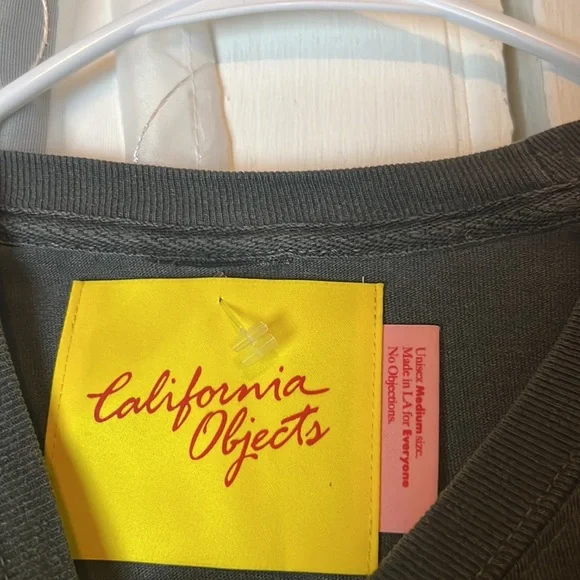 California
Objects
Unisex Medium size.
Made in LA for Everyone
No Objections.